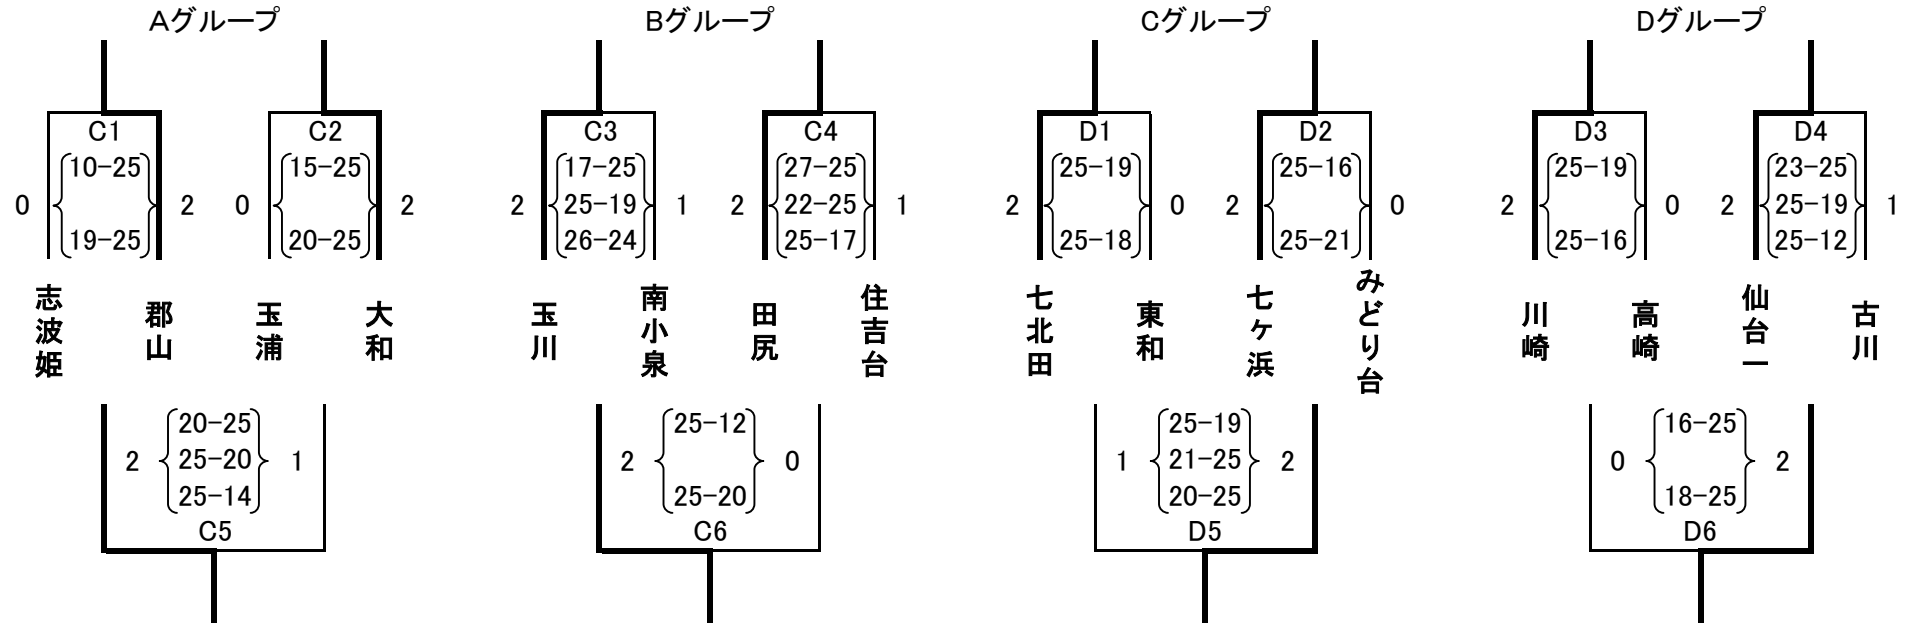 Aグループ Bグループ Cグループ Dグループ
C1 C2 C3 C4 D1 D2 D3 D4
10-25 15-25 17-25 27-25 25-19 25-16 25-19 23-25
0 2 0 2 2 25-19 1 2 22-25 1 2 0 2 0 2 0 2 25-19 1
19-25 20-25 26-24 25-17 25-18 25-21 25-16 25-12
志波姫 郡山 玉浦 大和 玉川 南小泉 田尻 住吉台 七北田 東和 七ヶ浜 みどり台 川崎 高崎 仙台一 古川
20-25 25-12 25-19 16-25
2 25-20 1 2 0 1 21-25 2 0 2
25-14 25-20 20-25 18-25
C5 C6 D5 D6